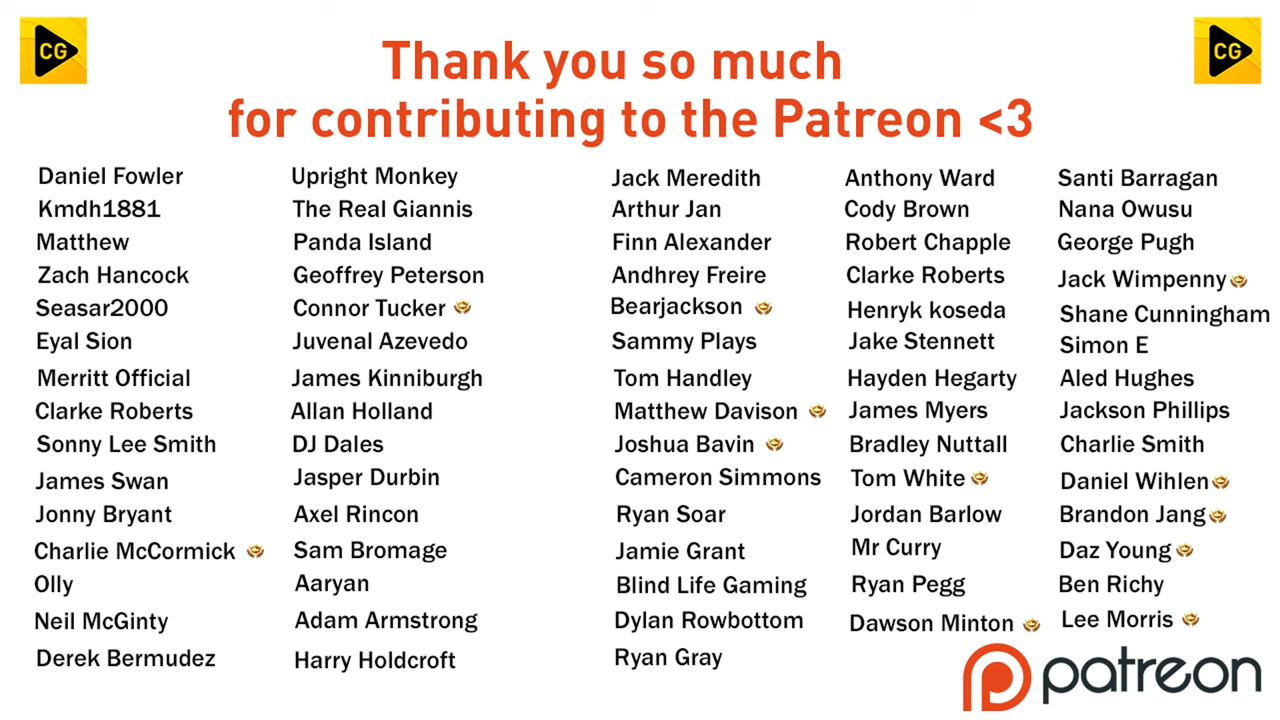 CG
CG
Thank you so much
for contributing to the Patreon <3
Daniel Fowler
Kmdh1881
Matthew
Zach Hancock
Seasar2000
Eyal Sion
Merritt Official
Clarke Roberts
Sonny Lee Smith
James Swan
Jonny Bryant
Charlie McCormick
Olly
Neil McGinty
Derek Bermudez
Upright Monkey
The Real Giannis
Panda Island
Geoffrey Peterson
Connor Tucker
Juvenal Azevedo
James Kinniburgh
Allan Holland
DJ Dales
Jasper Durbin
Axel Rincon
Sam Bromage
Aaryan
Adam Armstrong
Harry Holdcroft
Jack Meredith
Arthur Jan
Finn Alexander
Andhrey Freire
Bearjackson
Sammy Plays
Tom Handley
Matthew Davison
Joshua Bavin
Cameron Simmons
Ryan Soar
Jamie Grant
Blind Life Gaming
Dylan Rowbottom
Ryan Gray
Anthony Ward
Cody Brown
Robert Chapple
Clarke Roberts
Henryk koseda
Jake Stennett
Hayden Hegarty
James Myers
Bradley Nuttall
Tom White
Jordan Barlow
Mr Curry
Ryan Pegg
Dawson Minton
Santi Barragan
Nana Owusu
George Pugh
Jack Wimpenny
Shane Cunningham
Simon E
Aled Hughes
Jackson Phillips
Charlie Smith
Daniel Wihlen
Brandon Jang
Daz Young
Ben Richy
Lee Morris
patreon